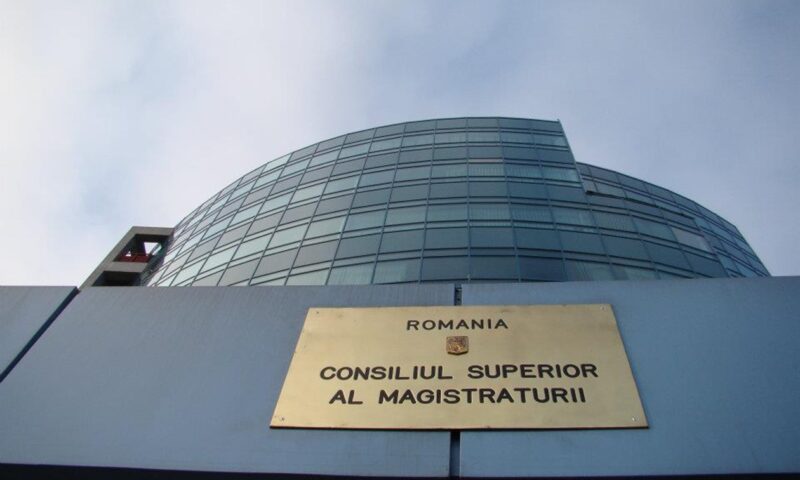 ROMANIA
CONSILIUL SUPERIOR
AL MAGISTRATURII